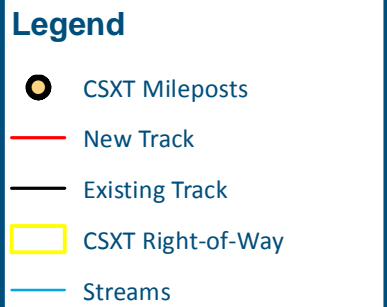 Legend
CSXT Mileposts
New Track
Existing Track
CSXT Right-of-Way
Streams